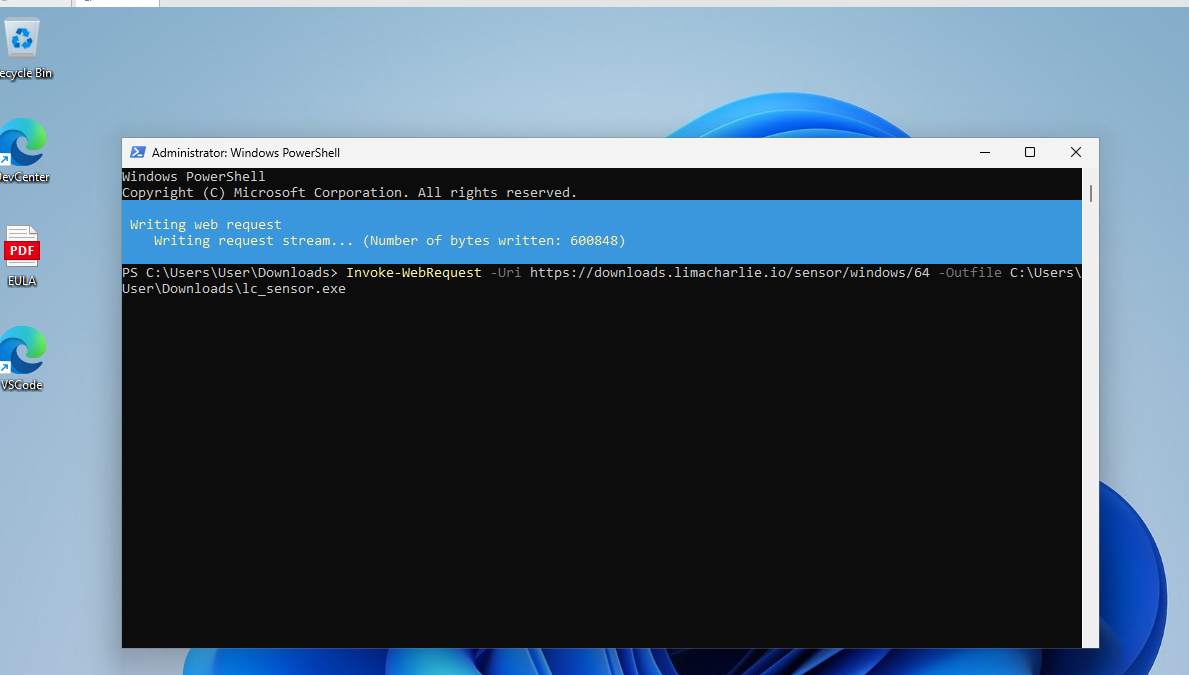 ecycle Bin
DevCenter
PDF
EULA
VSCode
Administrator: Windows PowerShell
Windows PowerShell
Copyright (C) Microsoft Corporation. All rights reserved.
Writing web request
Writing request stream... (Number of bytes written: 600848)
PS C:\Users\User\Downloads> Invoke-WebRequest -Uri https://downloads.limacharlie.io/sensor/windows/64 -Outfile C:\Users\
User\Downloads\lc_sensor.exe